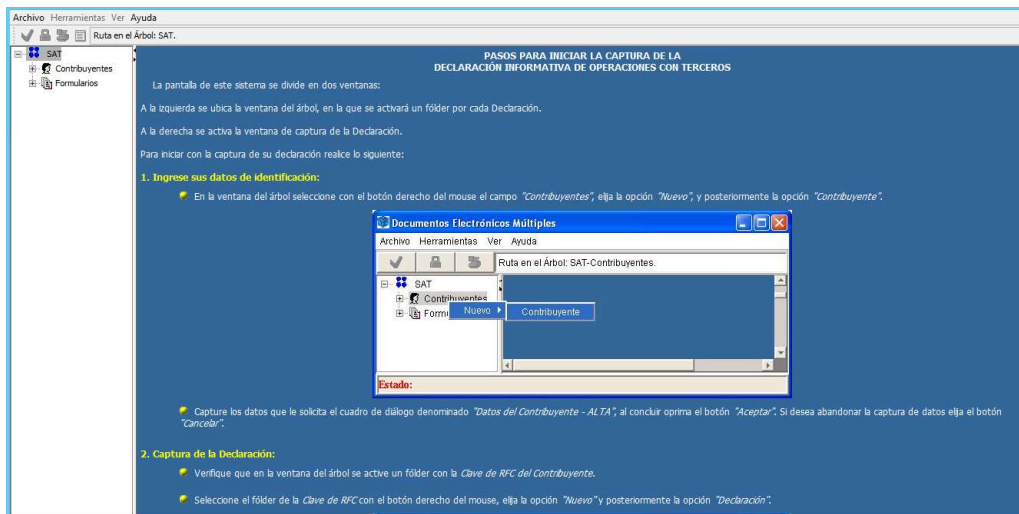 Archivo Herramientas Ver Ayuda
Ruta en el Árbol: SAT.
SAT
Contribuyentes
Formularios
PASOS PARA INICIAR LA CAPTURA DE LA
DECLARACIÓN INFORMATIVA DE OPERACIONES CON TERCEROS
La pantalla de este sistema se divide en dos ventanas:
A la izquierda se ubica la ventana del árbol, en la que se activará un fólder por cada Declaración.
A la derecha se activa la ventana de captura de la Declaración.
Para iniciar con la captura de su declaración realice lo siguiente:
1. Ingrese sus datos de identificación:
En la ventana del árbol seleccione con el botón derecho del mouse el campo "Contribuyentes", elija la opción "Nuevo", y posteriormente la opción "Contribuyente".
Documentos Electrónicos Múltiples
Archivo Herramientas Ver Ayuda
Ruta en el Árbol: SAT-Contribuyentes.
SAT
Contribuyentes
Formu
Nuevo
Contribuyente
Estado:
Capture los datos que le solicita el cuadro de diálogo denominado "Datos del Contribuyente - ALTA", al concluir oprima el botón "Aceptar". Si desea abandonar la captura de datos elija el botón
"Cancelar".
2. Captura de la Declaración:
Verifique que en la ventana del árbol se active un fólder con la Clave de RFC del Contribuyente.
Seleccione el fólder de la Clave de RFC con el botón derecho del mouse, elija la opción "Nuevo" y posteriormente la opción "Declaración".